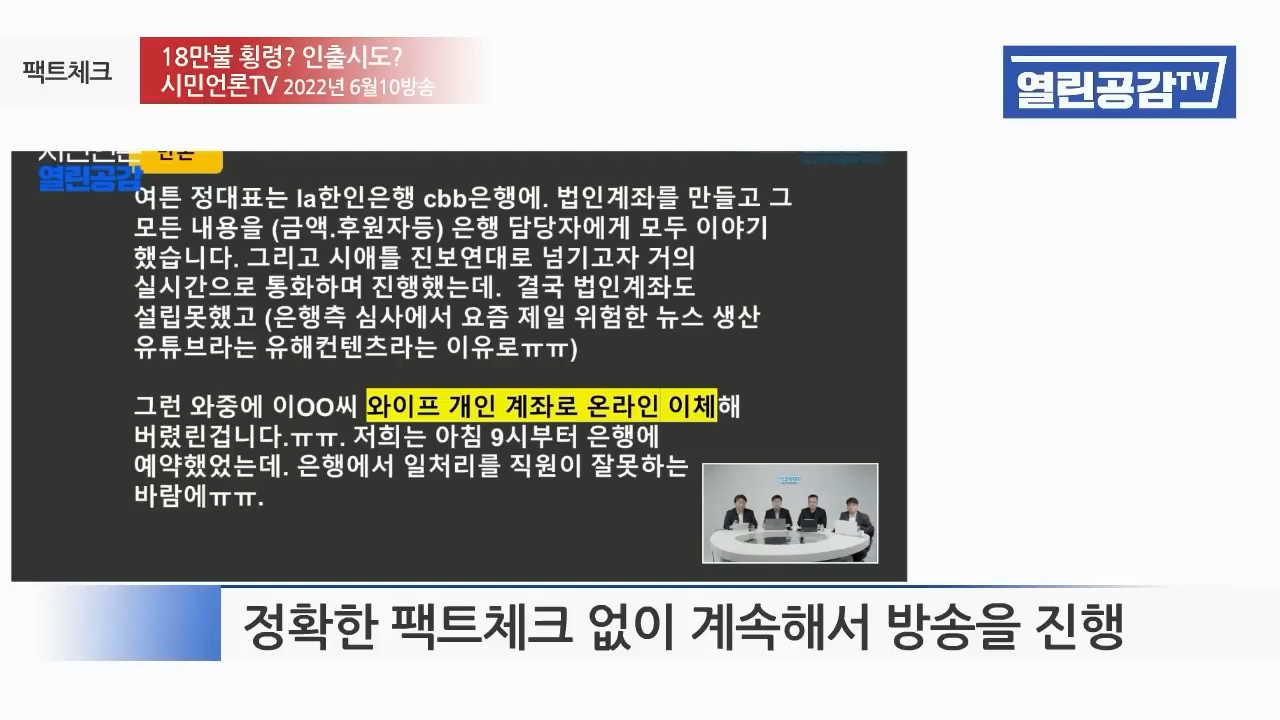 팩트체크
18만불 횡령? 인출시도?
시민언론TV 2022년 6월10방송
열린공감TV
시민언론
열린공감
반론
여튼 정대표는 la한인은행 cbb은행에. 법인계좌를 만들고 그
모든 내용을 (금액.후원자등) 은행 담당자에게 모두 이야기
했습니다. 그리고 시애틀 진보연대로 넘기고자 거의
실시간으로 통화하며 진행했는데.  결국 법인계좌도
설립못했고 (은행측 심사에서 요즘 제일 위험한 뉴스 생산
유튜브라는 유해컨텐츠라는 이유로ㅠㅠ)
그런 와중에 이OO씨 와이프 개인 계좌로 온라인 이체해
버렸린겁니다.ㅠㅠ. 저희는 아침 9시부터 은행에
예약했었는데. 은행에서 일처리를 직원이 잘못하는
바람에ㅠㅠ.
정확한 팩트체크 없이 계속해서 방송을 진행